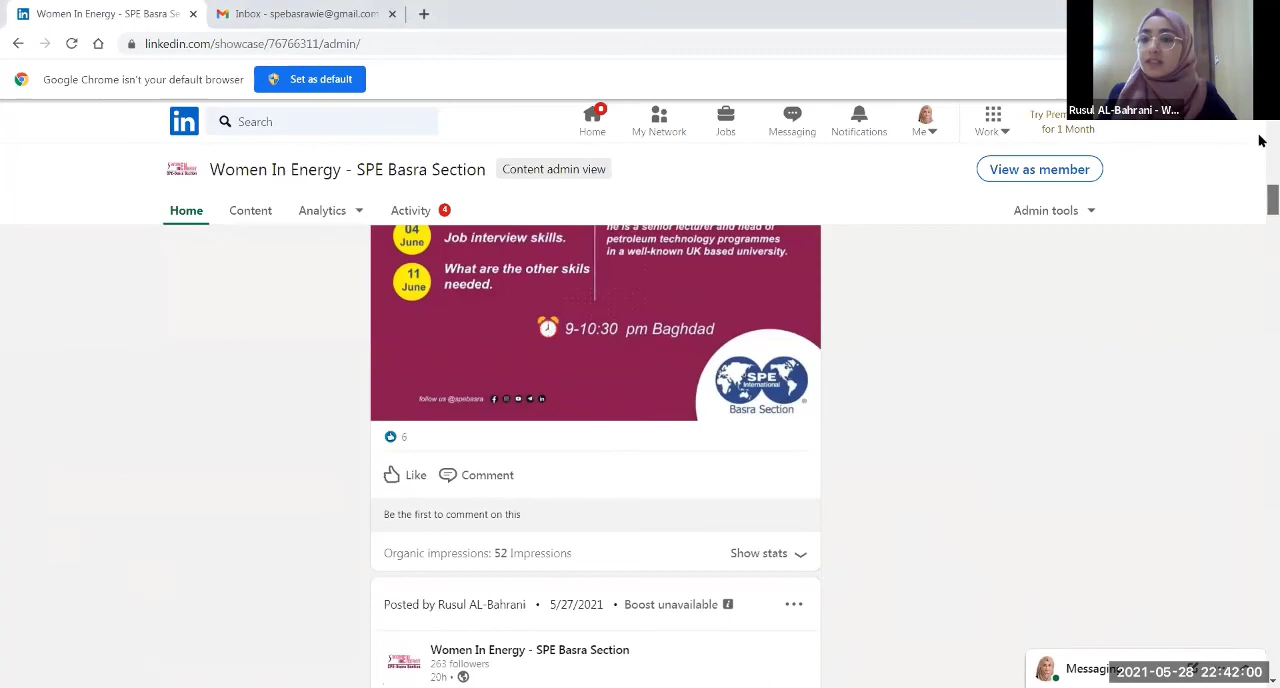 Women In Energy - SPE Basra Se
Inbox - spebasrawie@gmail.com
linkedin.com/showcase/76766311/admin/
Google Chrome isn't your default browser
Set as default
Rusul AL-Bahrani - W...
in
Search
Home
My Network
Jobs
Messaging
Notifications
Me
Work
Try Prem
for 1 Month
Women In Energy - SPE Basra Section
Content admin view
View as member
Home
Content
Analytics
Activity
4
Admin tools
04
June
Job interview skills.
he is a senior lecturer and head of
petroleum technology programmes
in a well-known UK based university.
11
June
What are the other skils
needed.
9-10:30 pm Baghdad
SPE
International
Basra Section
follow us @spebasra
6
Like
Comment
Be the first to comment on this
Organic impressions: 52 Impressions
Show stats
Posted by Rusul AL-Bahrani • 5/27/2021 • Boost unavailable
Women In Energy - SPE Basra Section
263 followers
20h •
Messaging
2021-05-28 22:42:00